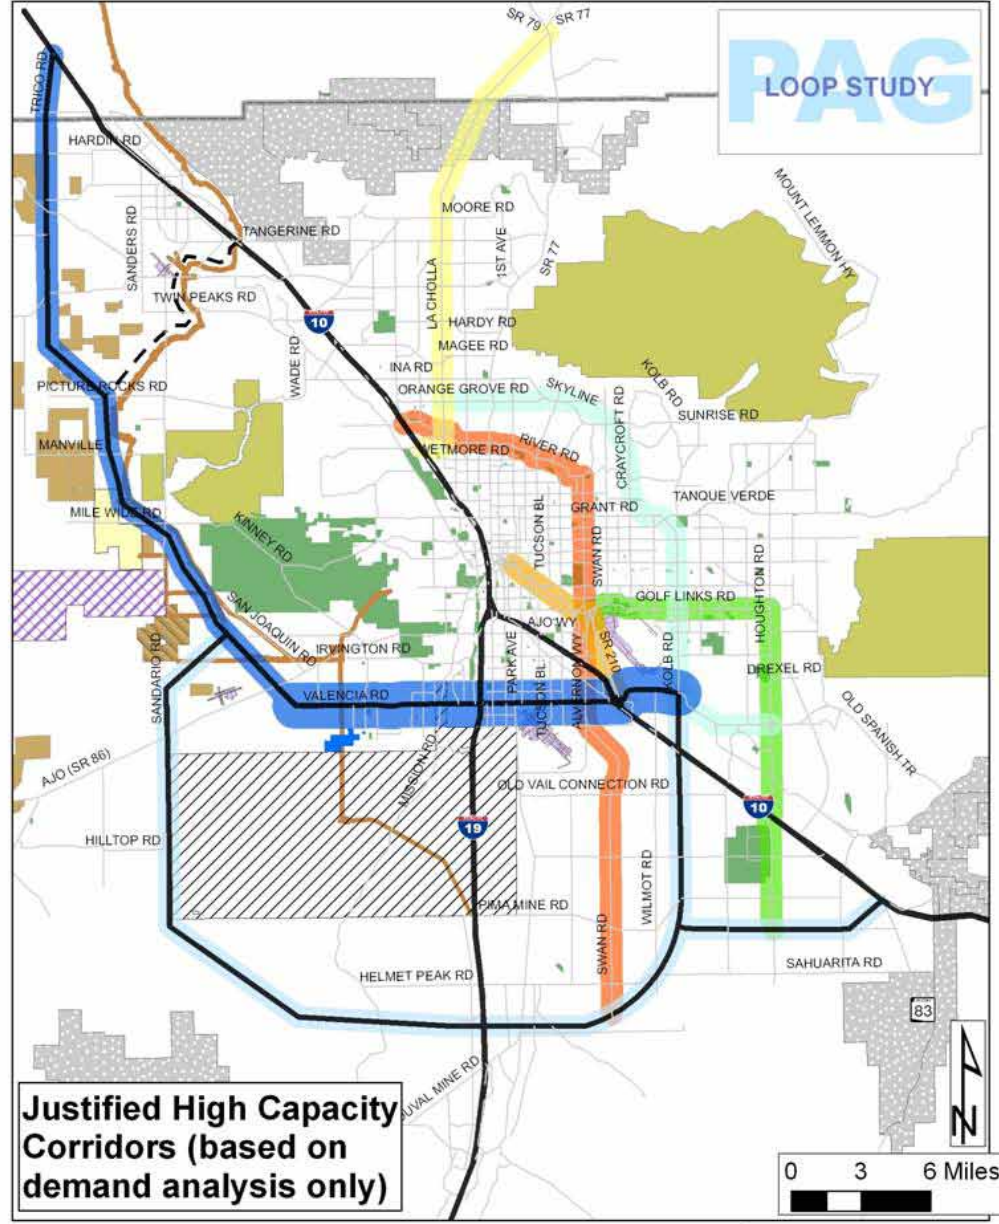 SR 79
SR 77
PAG
LOOP STUDY
TRICO RD
HARDIN RD
MOUNT LEMMON HY
MOORE RD
SANDERS RD
TANGERINE RD
1ST AVE
SR 77
TWIN PEAKS RD
LA CHOLLA
10
HARDY RD
MAGEE RD
WADE RD
INA RD
KOLB RD
PICTURE ROCKS RD
ORANGE GROVE RD
SKYLINE
CRAYCROFT RD
SUNRISE RD
MANVILLE
WETMORE RD
RIVER RD
TANQUE VERDE
MILE WIDE RD
KINNEY RD
TUCSON BL
GRANT RD
SWAN RD
HOUGHTON RD
GOLF LINKS RD
SAN JOAQUIN RD
AJO WY
SANDARIO RD
IRVINGTON RD
PARK AVE
TUCSON BL
ALVERNON WY
SR 210
KOLB RD
DREXEL RD
VALENCIA RD
OLD SPANISH TR
AJO (SR 86)
MISSION RD
OLD VAIL CONNECTION RD
10
19
HILLTOP RD
WILMOT RD
PIMA MINE RD
SWAN RD
HELMET PEAK RD
SAHUARITA RD
83
DUVAL MINE RD
N
Justified High Capacity
Corridors (based on
demand analysis only)
0 3 6 Miles